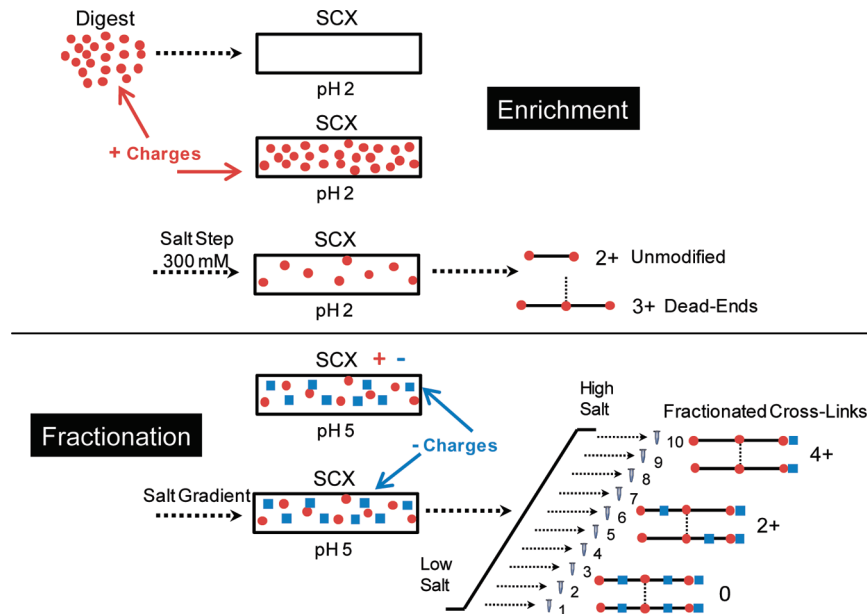 Digest
SCX
pH 2
Enrichment
SCX
+ Charges
pH 2
Salt Step
300 mM
SCX
pH 2
2+ Unmodified
3+ Dead-Ends
SCX + -
pH 5
Fractionation
- Charges
High
Salt
Fractionated Cross-Links
10
4+
9
8
7
6
2+
5
4
3
2
0
1
Salt Gradient
SCX
pH 5
Low
Salt